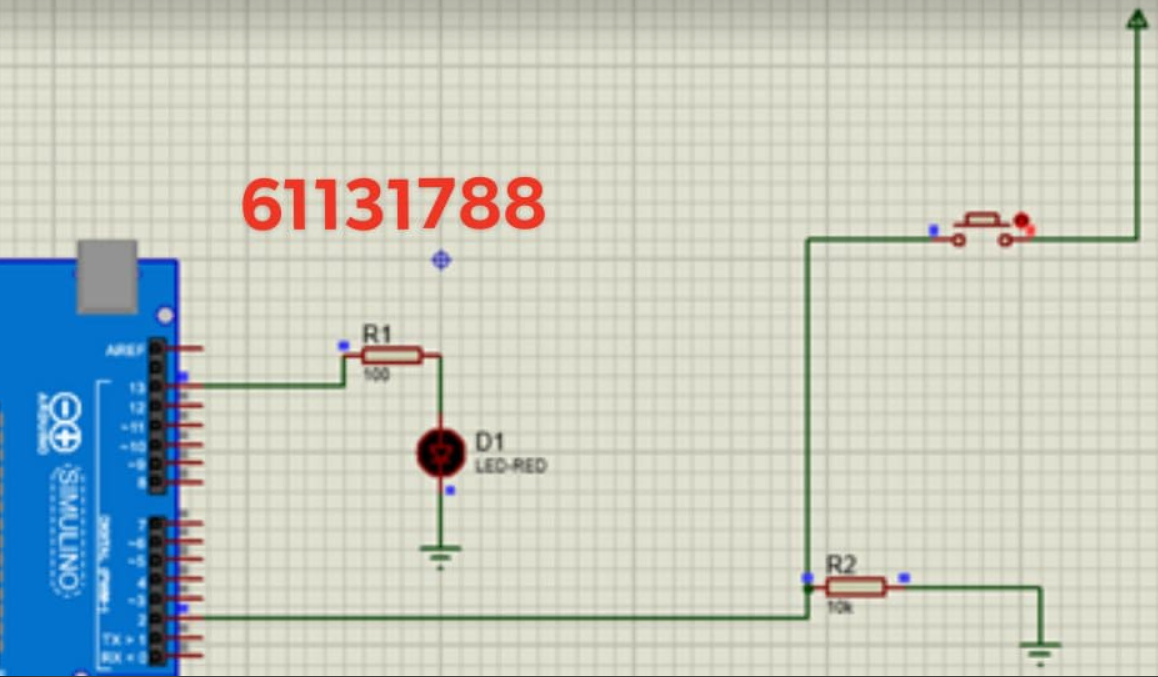 61131788
R1
100
AREF
13
12
~11
~10
~9
8
D1
LED-RED
ARDUINO
SIMULINO
7
~6
~5
4
~3
2
TX > 1
RX < 0
R2
10k